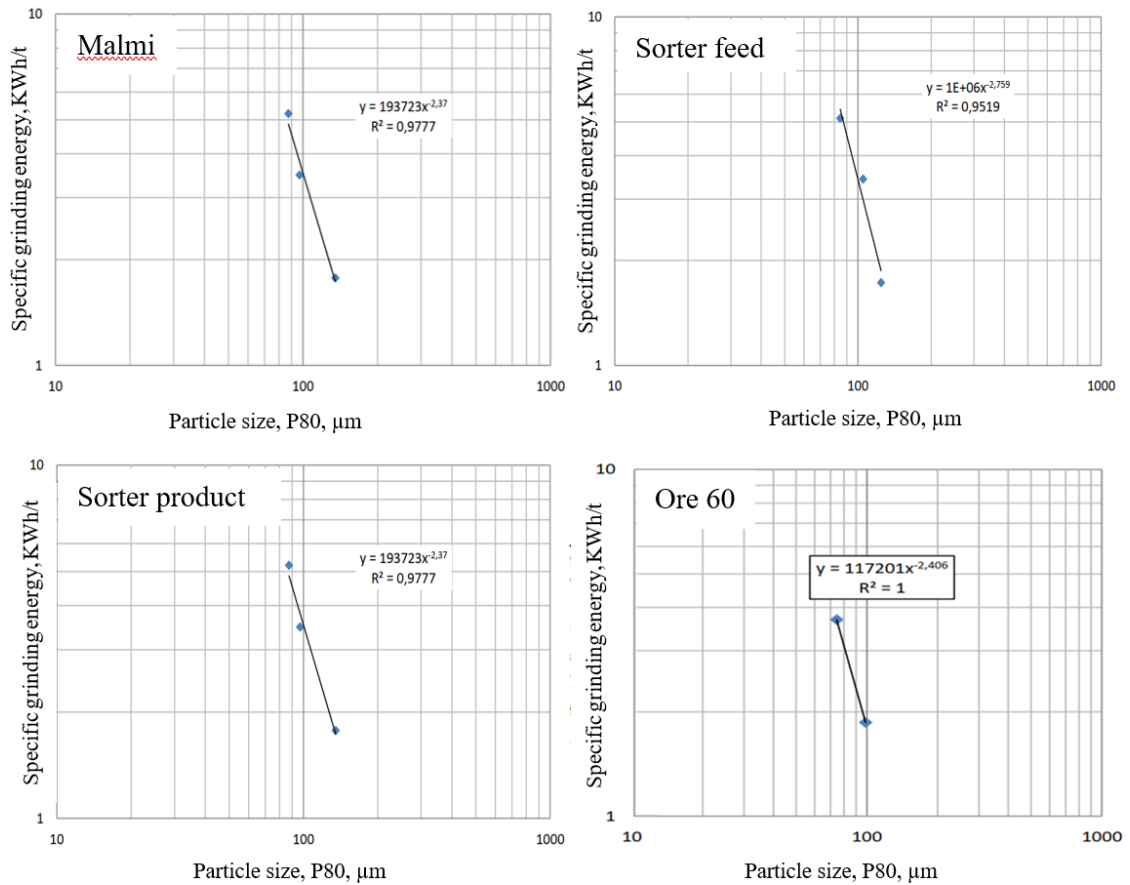 Malmi
Specific grinding energy, KWh/t
10
1
y = 193723x^-2,37
R² = 0,9777
10
100
1000
Particle size, P80, µm
Sorter feed
Specific grinding energy, KWh/t
10
1
y = 1E+06x^-2,759
R² = 0,9519
10
100
1000
Particle size, P80, µm
Sorter product
Specific grinding energy, KWh/t
10
1
y = 193723x^-2,37
R² = 0,9777
10
100
1000
Particle size, P80, µm
Ore 60
Specific grinding energy, KWh/t
10
1
y = 117201x^-2,406
R² = 1
10
100
1000
Particle size, P80, µm